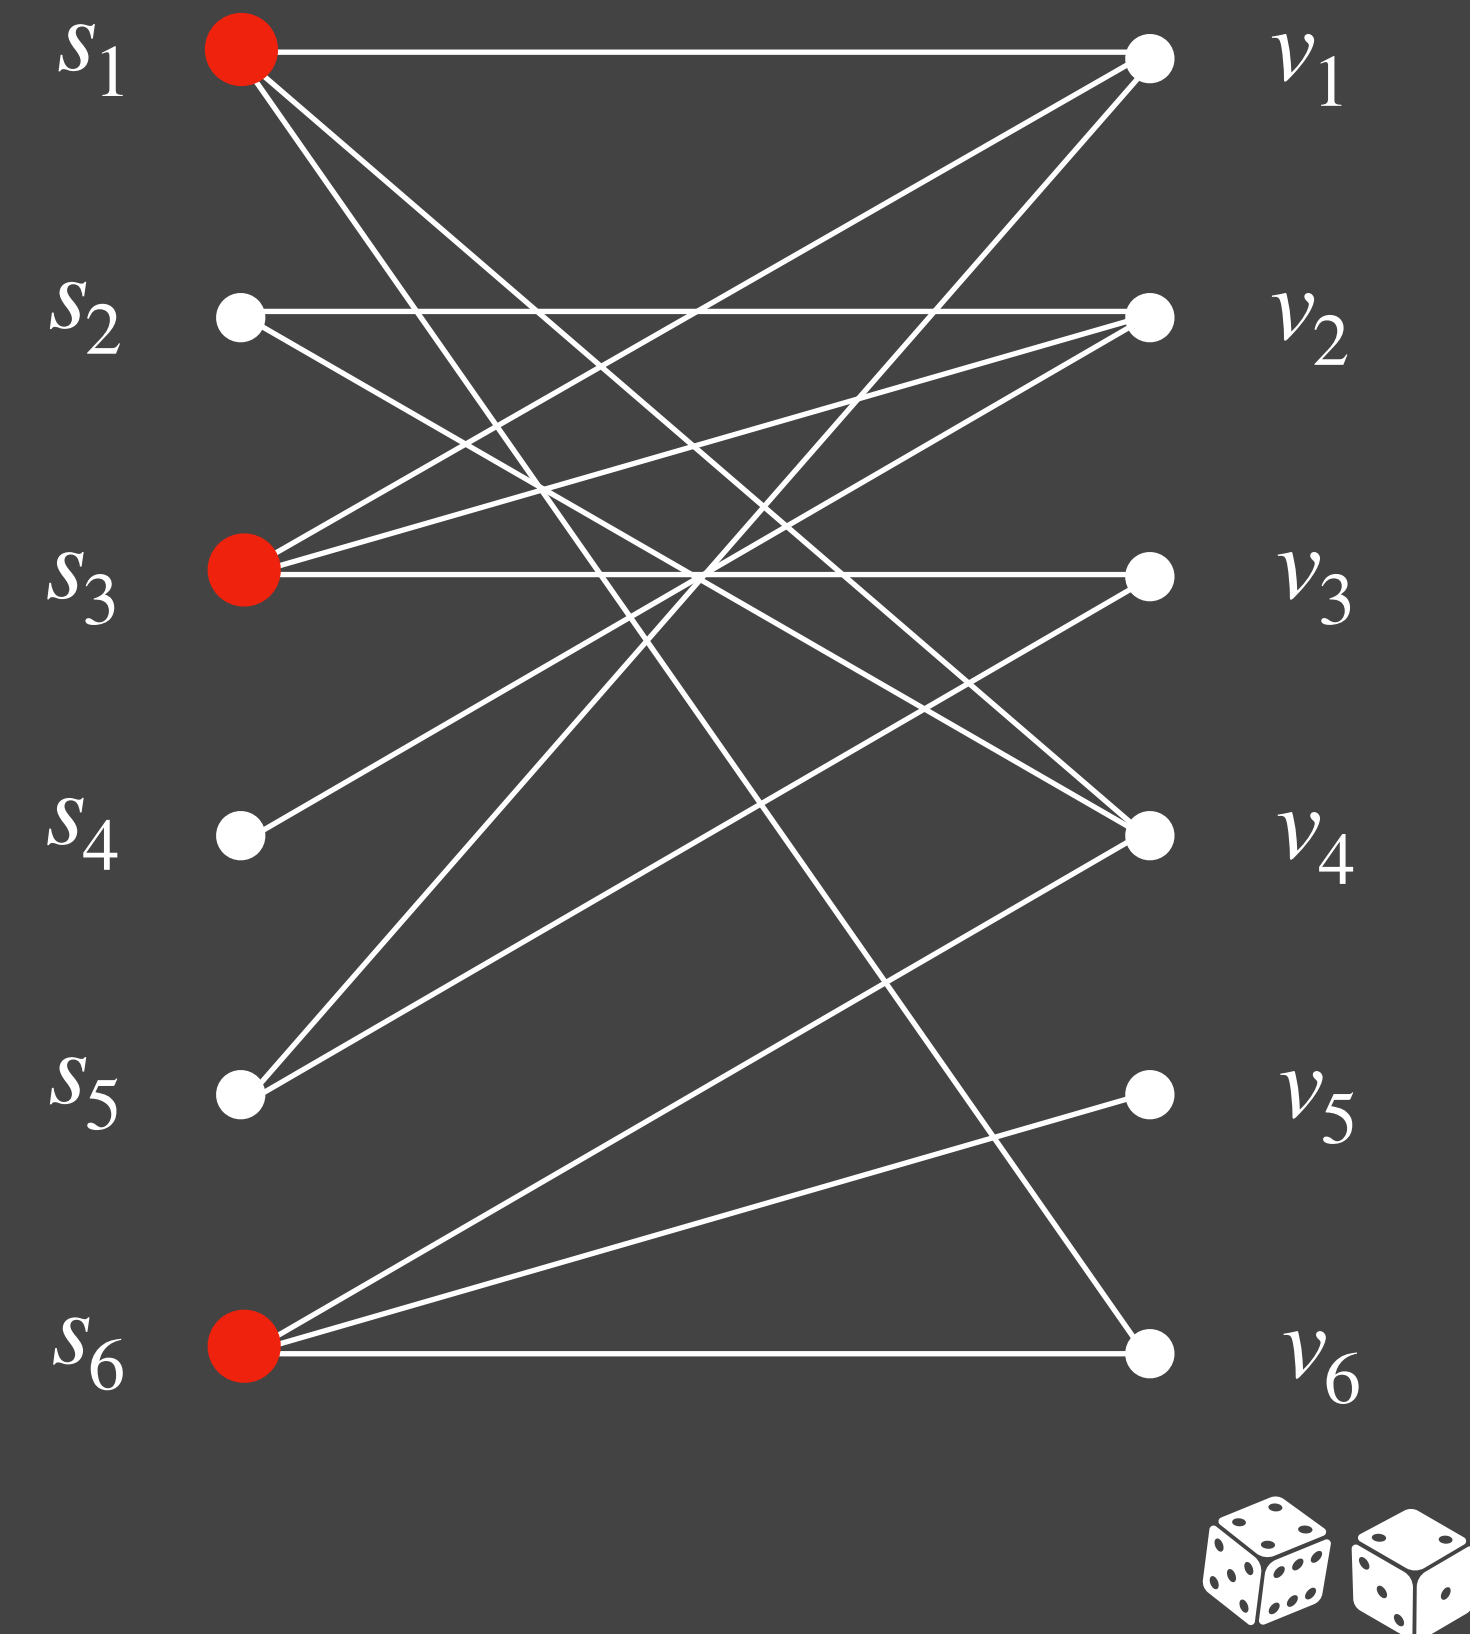 s₁ v₁
s₂ v₂
s₃ v₃
s₄ v₄
s₅ v₅
s₆ v₆